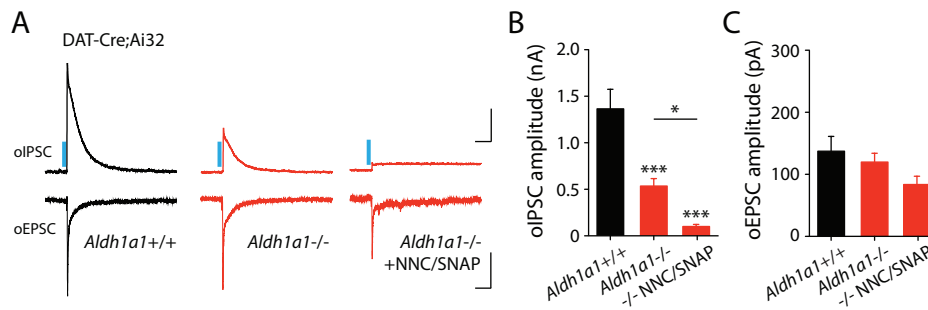 A
DAT-Cre;Ai32
oIPSC
oEPSC
Aldh1a1+/+
Aldh1a1-/-
Aldh1a1-/-
+NNC/SNAP
B
oIPSC amplitude (nA)
2.0
1.5
1.0
0.5
0
*
***
***
Aldh1a1+/+
Aldh1a1-/-
-/- NNC/SNAP
C
oEPSC amplitude (pA)
300
200
100
0
Aldh1a1+/+
Aldh1a1-/-
-/- NNC/SNAP